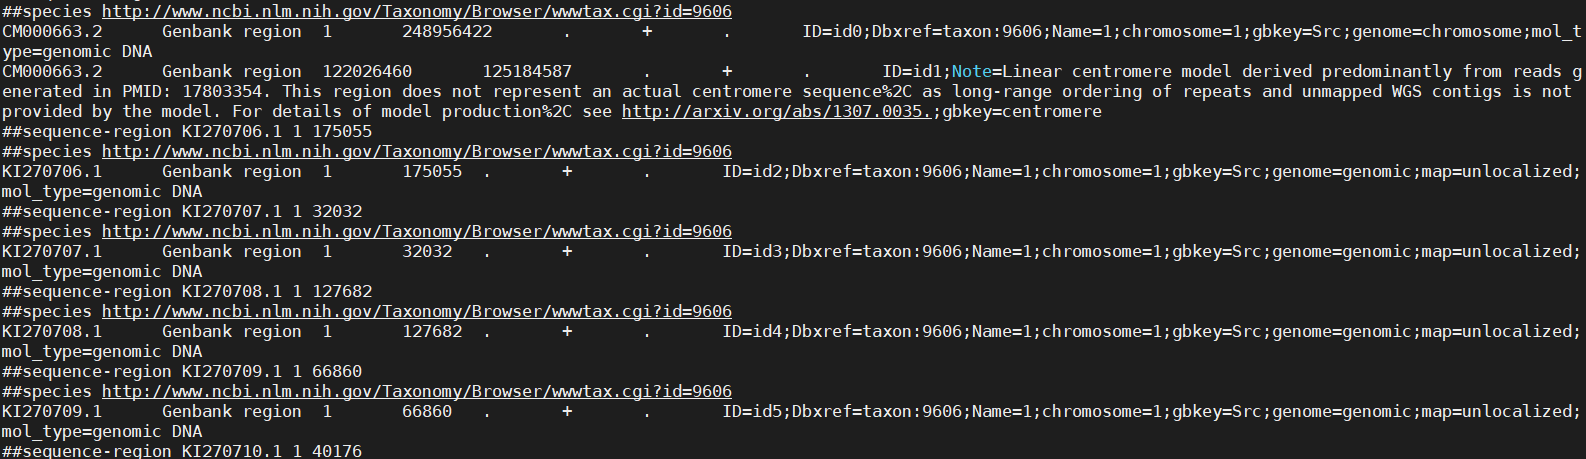 ##species http://www.ncbi.nlm.nih.gov/Taxonomy/Browser/wwwtax.cgi?id=9606
CM000663.2 Genbank region 1 248956422 . + . ID=id0;Dbxref=taxon:9606;Name=1;chromosome=1;gbkey=Src;genome=chromosome;mol_t
ype=genomic DNA
CM000663.2 Genbank region 122026460 125184587 . + . ID=id1;Note=Linear centromere model derived predominantly from reads g
enerated in PMID: 17803354. This region does not represent an actual centromere sequence%2C as long-range ordering of repeats and unmapped WGS contigs is not
provided by the model. For details of model production%2C see http://arxiv.org/abs/1307.0035.;gbkey=centromere
##sequence-region KI270706.1 1 175055
##species http://www.ncbi.nlm.nih.gov/Taxonomy/Browser/wwwtax.cgi?id=9606
KI270706.1 Genbank region 1 175055 . + . ID=id2;Dbxref=taxon:9606;Name=1;chromosome=1;gbkey=Src;genome=genomic;map=unlocalized;
mol_type=genomic DNA
##sequence-region KI270707.1 1 32032
##species http://www.ncbi.nlm.nih.gov/Taxonomy/Browser/wwwtax.cgi?id=9606
KI270707.1 Genbank region 1 32032 . + . ID=id3;Dbxref=taxon:9606;Name=1;chromosome=1;gbkey=Src;genome=genomic;map=unlocalized;
mol_type=genomic DNA
##sequence-region KI270708.1 1 127682
##species http://www.ncbi.nlm.nih.gov/Taxonomy/Browser/wwwtax.cgi?id=9606
KI270708.1 Genbank region 1 127682 . + . ID=id4;Dbxref=taxon:9606;Name=1;chromosome=1;gbkey=Src;genome=genomic;map=unlocalized;
mol_type=genomic DNA
##sequence-region KI270709.1 1 66860
##species http://www.ncbi.nlm.nih.gov/Taxonomy/Browser/wwwtax.cgi?id=9606
KI270709.1 Genbank region 1 66860 . + . ID=id5;Dbxref=taxon:9606;Name=1;chromosome=1;gbkey=Src;genome=genomic;map=unlocalized;
mol_type=genomic DNA
##sequence-region KI270710.1 1 40176